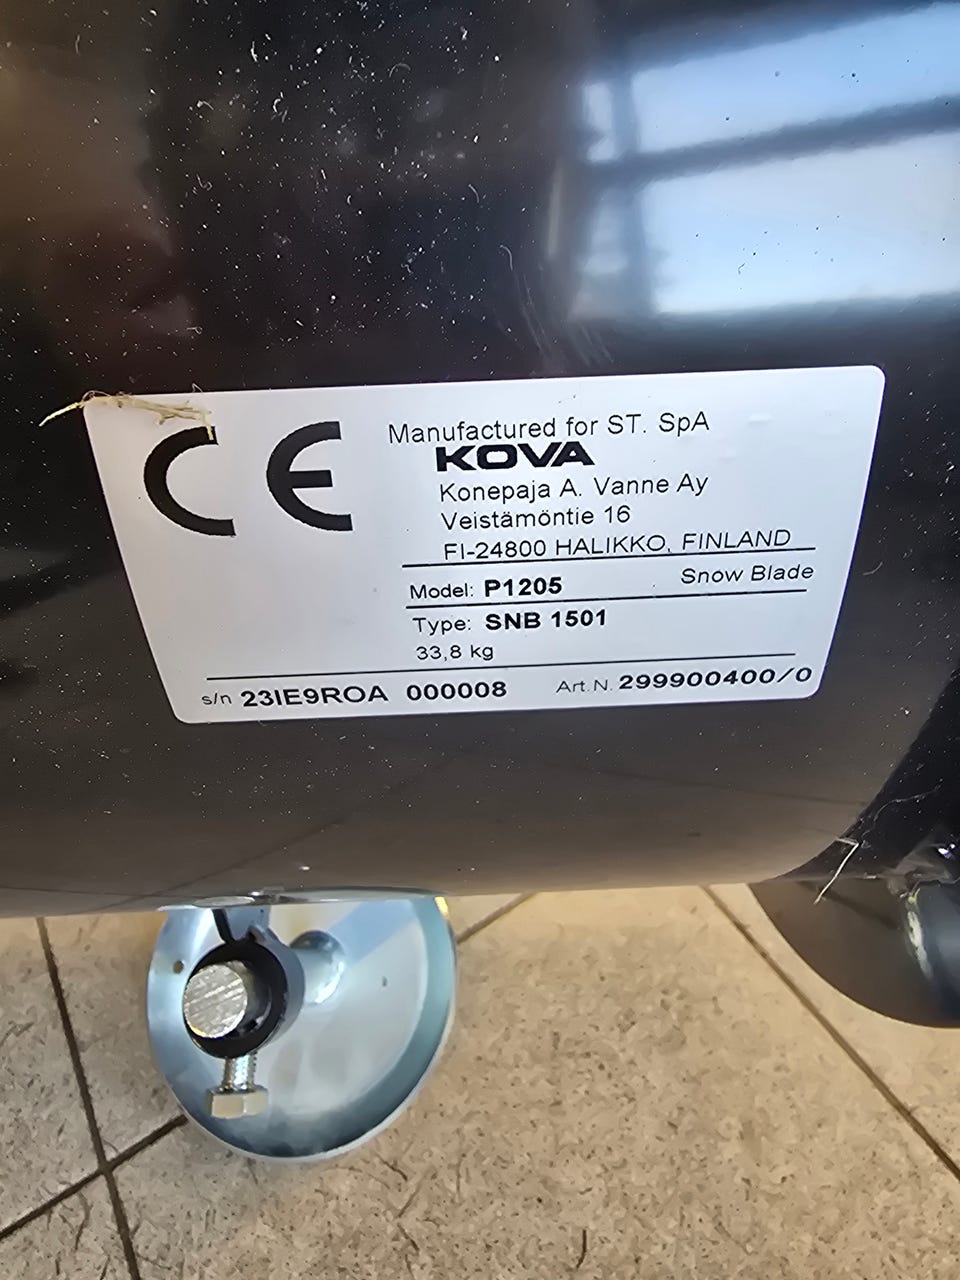 CE
Manufactured for ST. SpA
KOVA
Konepaja A. Vanne Ay
Veistämöntie 16
FI-24800 HALIKKO, FINLAND
Model: P1205 Snow Blade
Type: SNB 1501
33,8 kg
s/n 23IE9ROA 000008 Art.N. 299900400/0